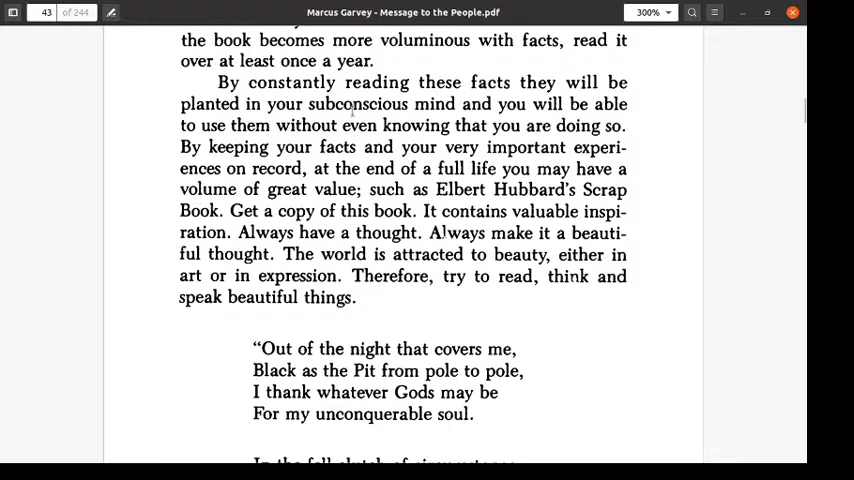 43 of 244
Marcus Garvey - Message to the People.pdf
300%
the book becomes more voluminous with facts, read it
over at least once a year.
By constantly reading these facts they will be
planted in your subconscious mind and you will be able
to use them without even knowing that you are doing so.
By keeping your facts and your very important experi-
ences on record, at the end of a full life you may have a
volume of great value; such as Elbert Hubbard's Scrap
Book. Get a copy of this book. It contains valuable inspi-
ration. Always have a thought. Always make it a beauti-
ful thought. The world is attracted to beauty, either in
art or in expression. Therefore, try to read, think and
speak beautiful things.
"Out of the night that covers me,
Black as the Pit from pole to pole,
I thank whatever Gods may be
For my unconquerable soul.